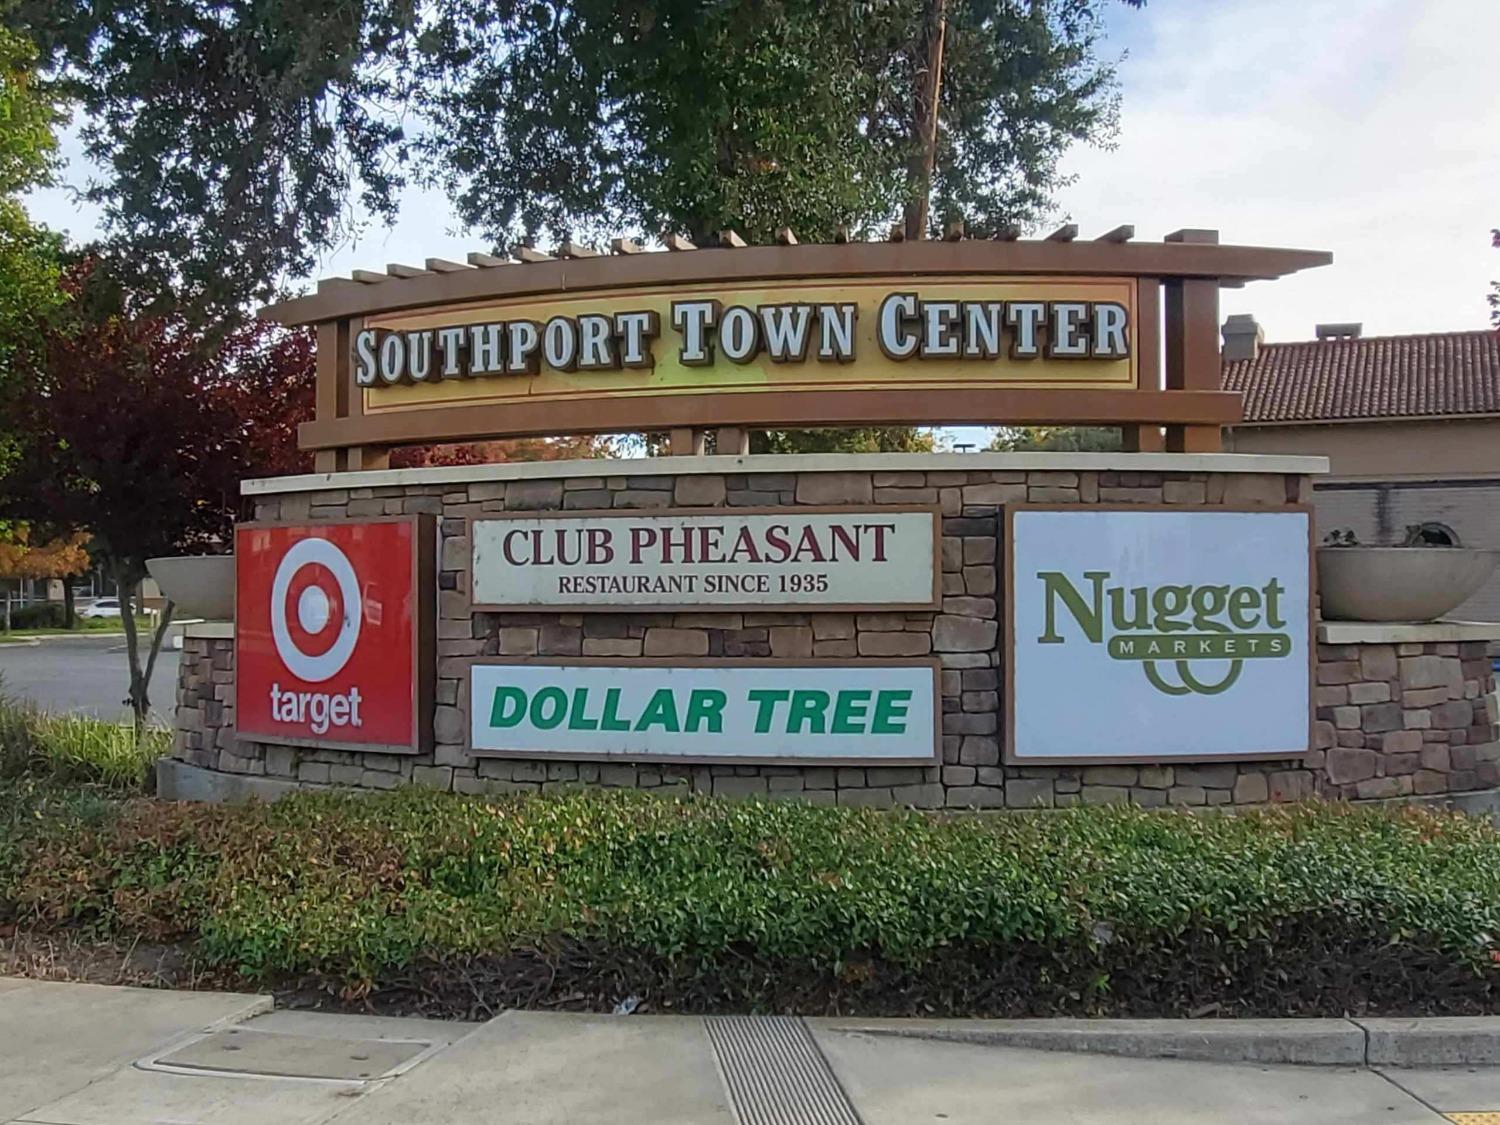 Southport Town Center
target
CLUB PHEASANT
RESTAURANT SINCE 1935
DOLLAR TREE
Nugget
MARKETS